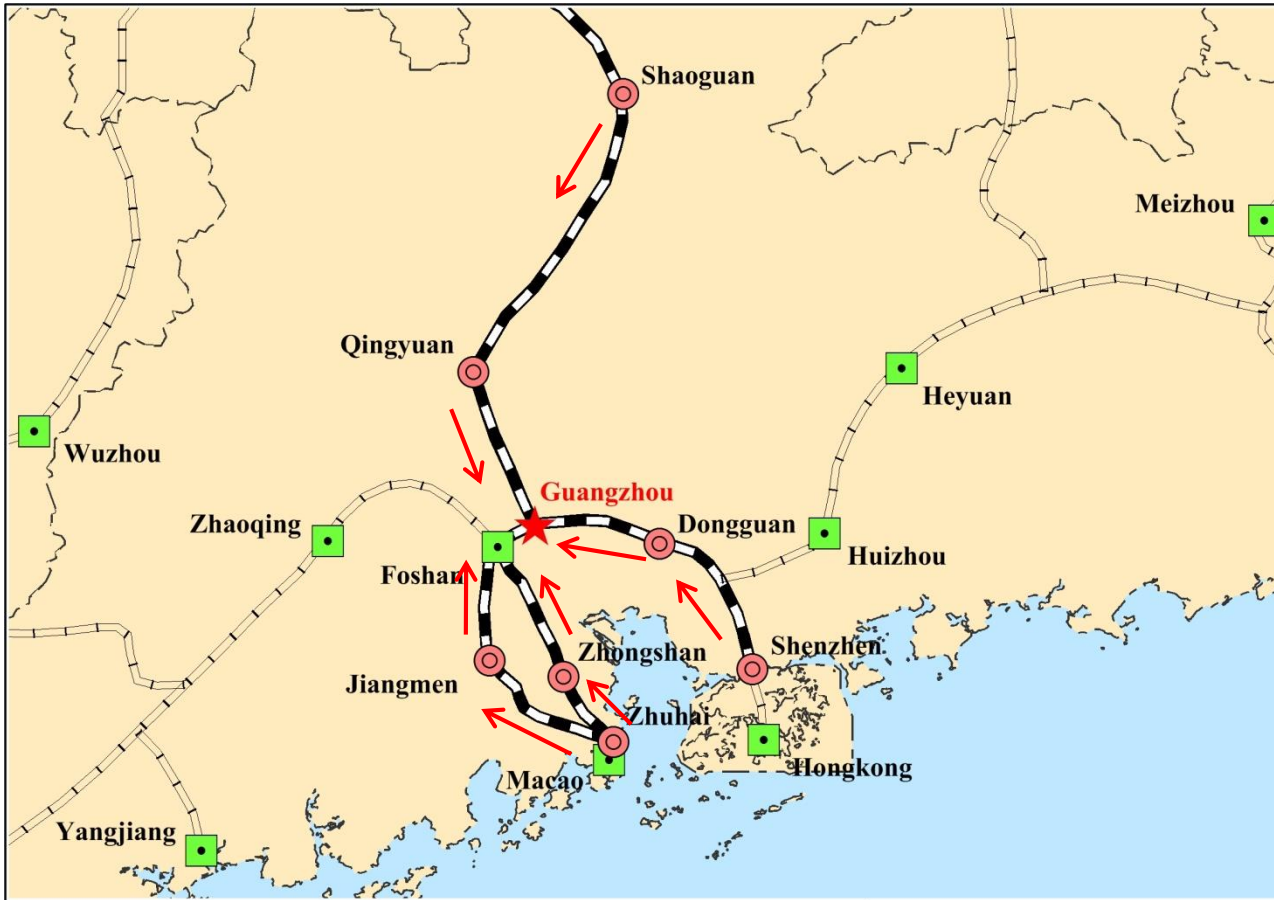 Shaoguan
Meizhou
Qingyuan
Heyuan
Wuzhou
Guangzhou
Zhaoqing
Dongguan
Foshan
Huizhou
Zhongshan
Shenzhen
Jiangmen
Zhuhai
Macao
Hongkong
Yangjiang